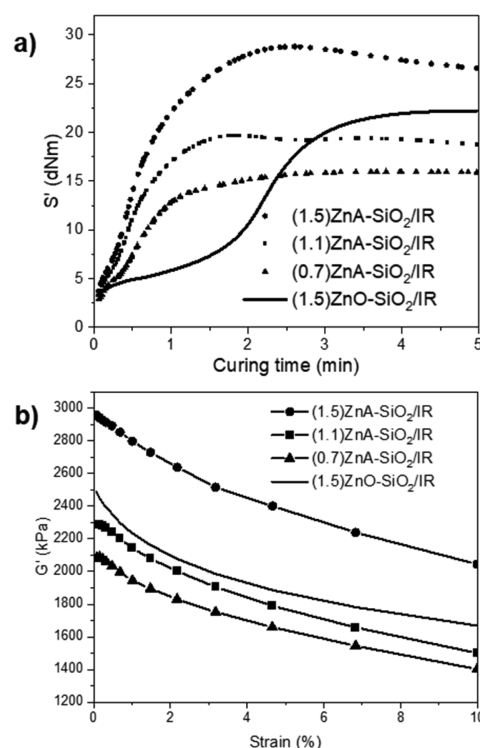 a)
30
25
20
15
10
5
0
S' (dNm)
(1.5)ZnA-SiO₂/IR
(1.1)ZnA-SiO₂/IR
(0.7)ZnA-SiO₂/IR
(1.5)ZnO-SiO₂/IR
0 1 2 3 4 5
Curing time (min)
b)
3000
2800
2600
2400
2200
2000
1800
1600
1400
1200
G' (kPa)
(1.5)ZnA-SiO₂/IR
(1.1)ZnA-SiO₂/IR
(0.7)ZnA-SiO₂/IR
(1.5)ZnO-SiO₂/IR
0 2 4 6 8 10
Strain (%)